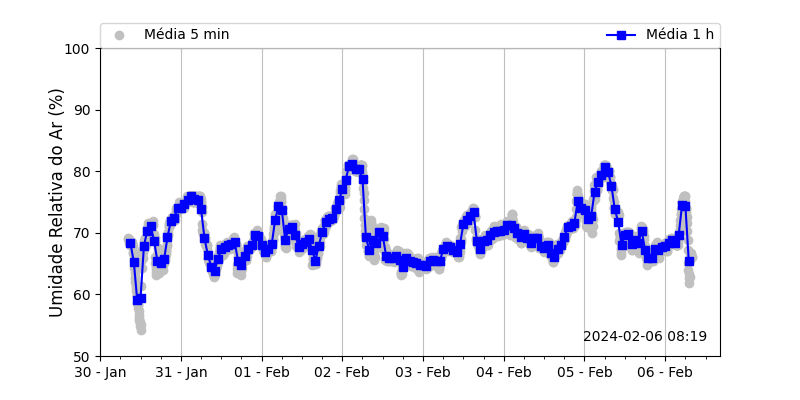 Média 5 min
Média 1 h
Umidade Relativa do Ar (%)
100
90
80
70
60
50
2024-02-06 08:19
30 - Jan
31 - Jan
01 - Feb
02 - Feb
03 - Feb
04 - Feb
05 - Feb
06 - Feb